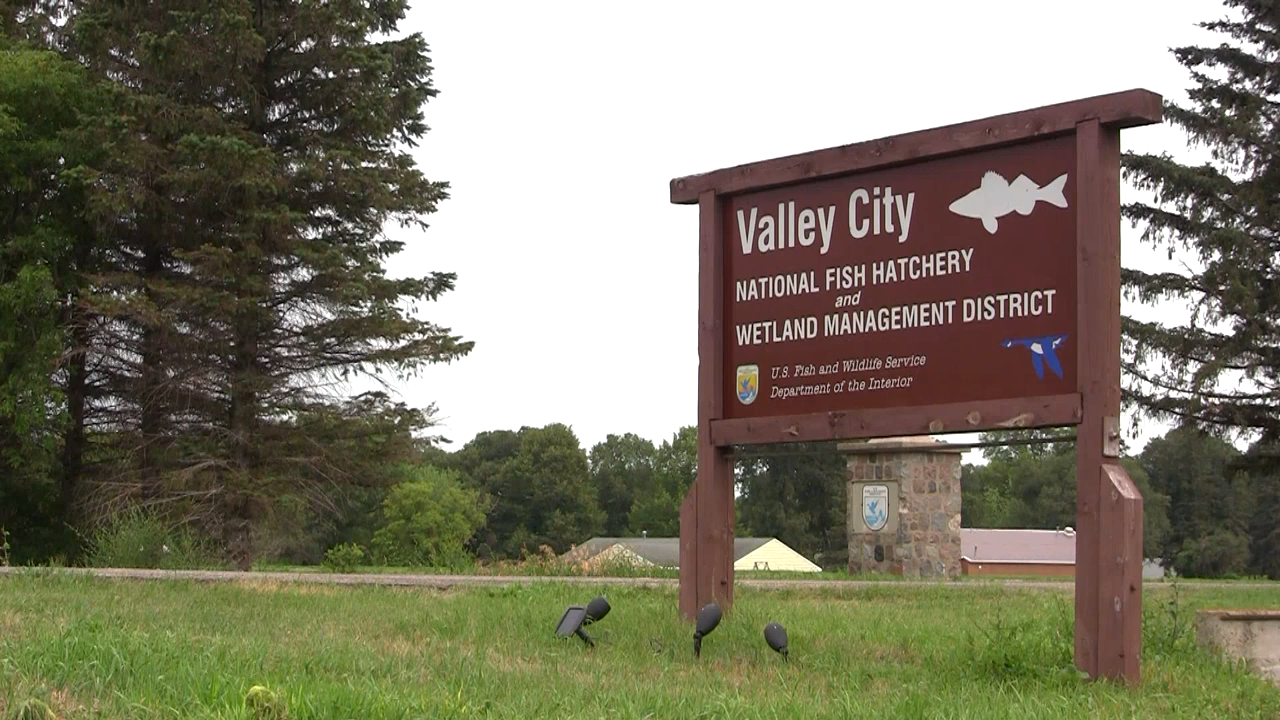 Valley City
NATIONAL FISH HATCHERY
and
WETLAND MANAGEMENT DISTRICT
U.S. Fish and Wildlife Service
Department of the Interior